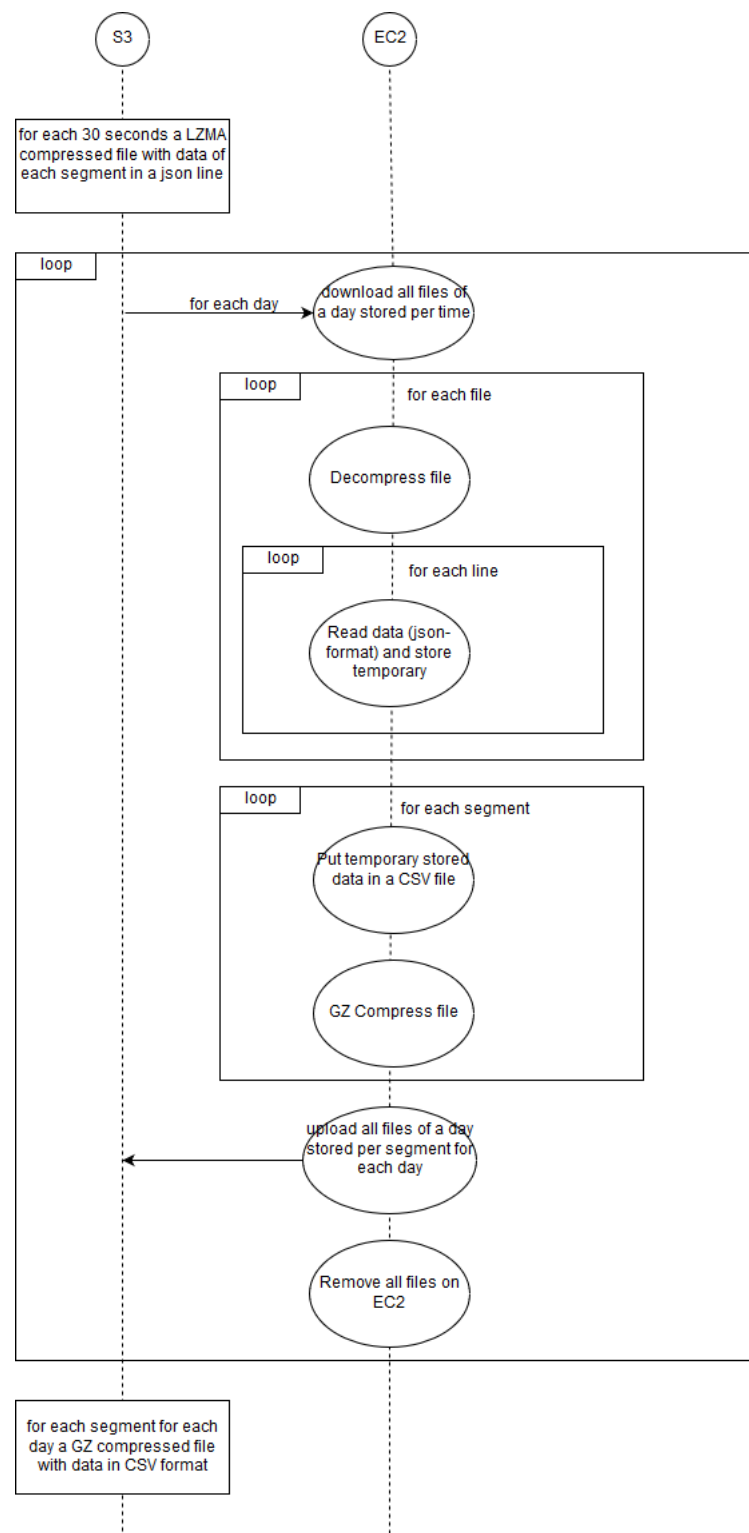 S3
EC2
for each 30 seconds a LZMA
compressed file with data of
each segment in a json line
loop
for each day
download all files of
a day stored per time
loop
for each file
Decompress file
loop
for each line
Read data (json-
format) and store
temporary
loop
for each segment
Put temporary stored
data in a CSV file
GZ Compress file
upload all files of a day
stored per segment for
each day
Remove all files on
EC2
for each segment for each
day a GZ compressed file
with data in CSV format